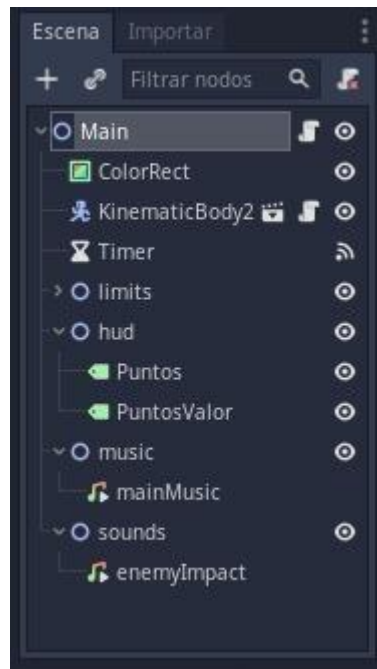 Escena Importar
Filtrar nodos
Main
ColorRect
KinematicBody2
Timer
limits
hud
Puntos
PuntosValor
music
mainMusic
sounds
enemyImpact